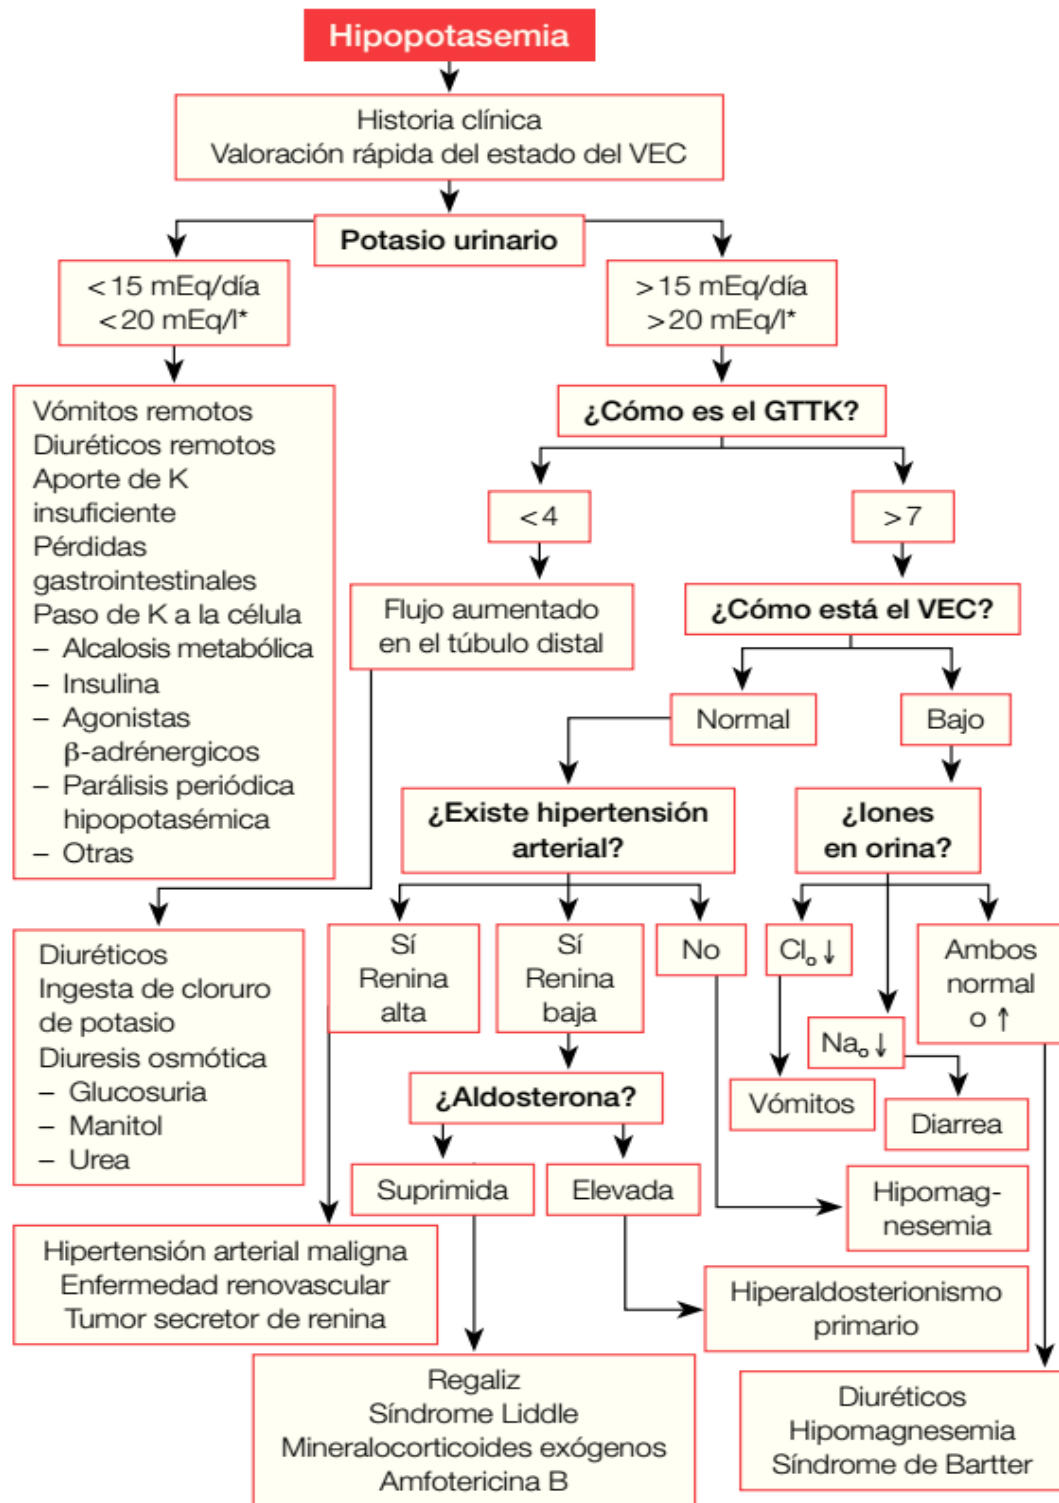 Hipopotasemia
Historia clínica
Valoración rápida del estado del VEC
Potasio urinario
<15 mEq/día
<20 mEq/l*
>15 mEq/día
>20 mEq/l*
Vómitos remotos
Diuréticos remotos
Aporte de K
insuficiente
Pérdidas
gastrointestinales
Paso de K a la célula
– Alcalosis metabólica
– Insulina
– Agonistas
β-adrénergicos
– Parálisis periódica
hipopotasémica
– Otras
¿Cómo es el GTTK?
<4
>7
Flujo aumentado
en el túbulo distal
¿Cómo está el VEC?
Normal
Bajo
¿Existe hipertensión
arterial?
¿Iones
en orina?
Sí
Renina
alta
Sí
Renina
baja
No
Clo ↓
Nao ↓
Ambos
normal
o ↑
Diuréticos
Ingesta de cloruro
de potasio
Diuresis osmótica
– Glucosuria
– Manitol
– Urea
¿Aldosterona?
Vómitos
Diarrea
Suprimida
Elevada
Hipomag-
nesemia
Hipertensión arterial maligna
Enfermedad renovascular
Tumor secretor de renina
Hiperaldosterionismo
primario
Regaliz
Síndrome Liddle
Mineralocorticoides exógenos
Amfotericina B
Diuréticos
Hipomagnesemia
Síndrome de Bartter